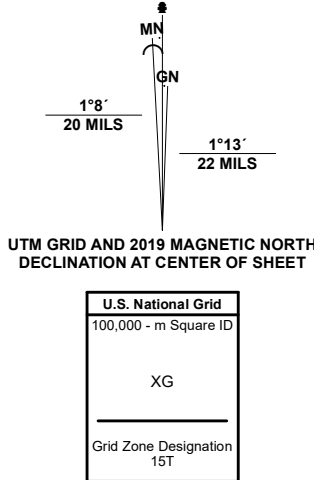 MN
GN
1°8´
20 MILS
1°13´
22 MILS
UTM GRID AND 2019 MAGNETIC NORTH
DECLINATION AT CENTER OF SHEET
U.S. National Grid
100,000 - m Square ID
XG
Grid Zone Designation
15T